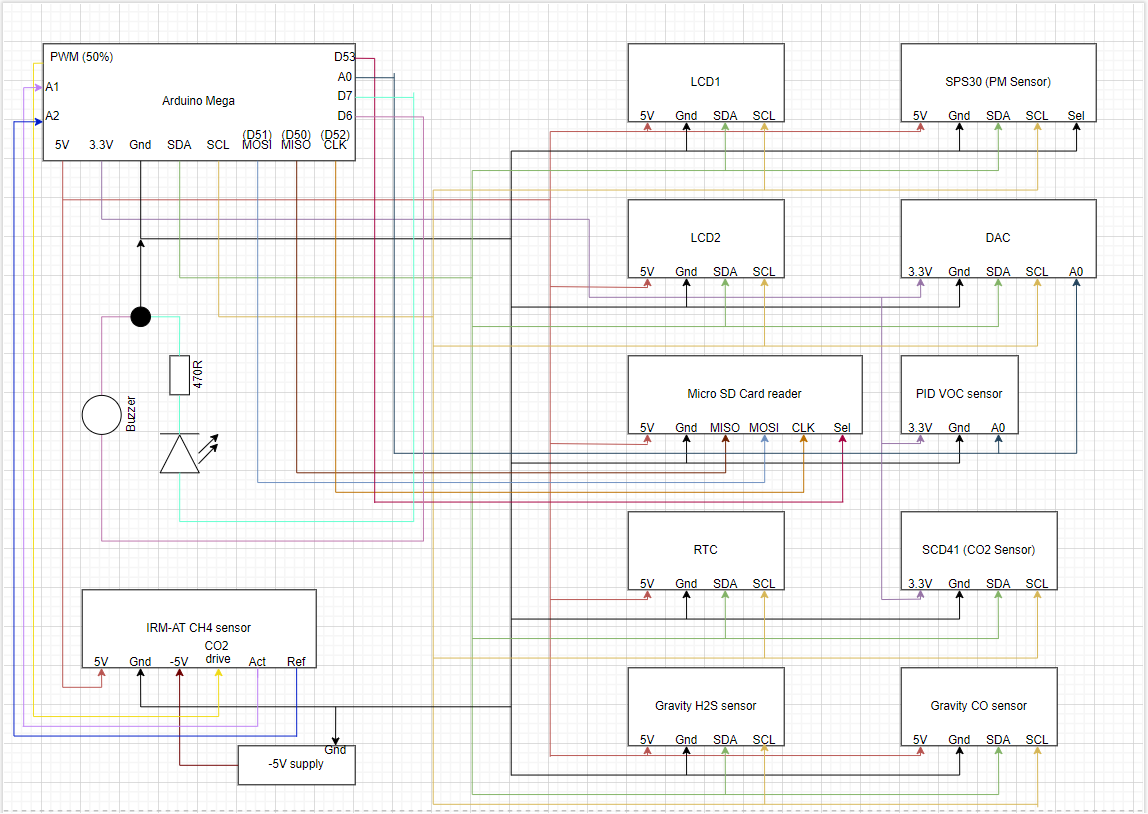 PWM (50%)
D53
A0
A1
D7
Arduino Mega
A2
D6
(D51) (D50) (D52)
5V 3.3V Gnd SDA SCL MOSI MISO CLK
LCD1
5V Gnd SDA SCL
SPS30 (PM Sensor)
5V Gnd SDA SCL Sel
LCD2
5V Gnd SDA SCL
DAC
3.3V Gnd SDA SCL A0
470R
Buzzer
Micro SD Card reader
5V Gnd MISO MOSI CLK Sel
PID VOC sensor
3.3V Gnd A0
RTC
5V Gnd SDA SCL
SCD41 (CO2 Sensor)
3.3V Gnd SDA SCL
IRM-AT CH4 sensor
CO2
drive
5V Gnd -5V Act Ref
Gravity H2S sensor
5V Gnd SDA SCL
Gravity CO sensor
5V Gnd SDA SCL
Gnd
-5V supply